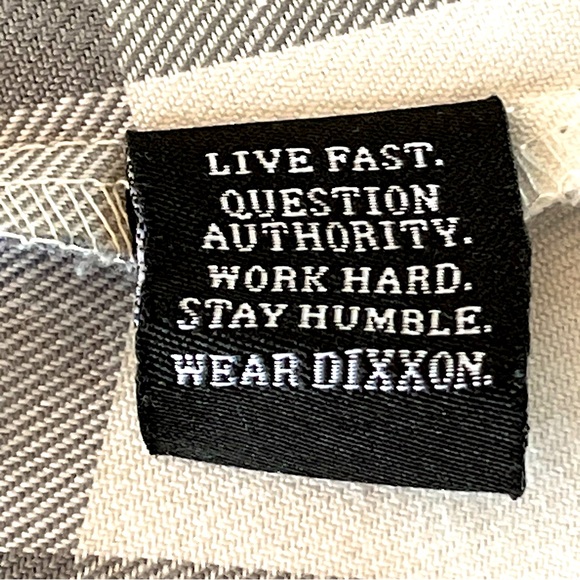 LIVE FAST.
QUESTION
AUTHORITY.
WORK HARD.
STAY HUMBLE.
WEAR DIXXON.